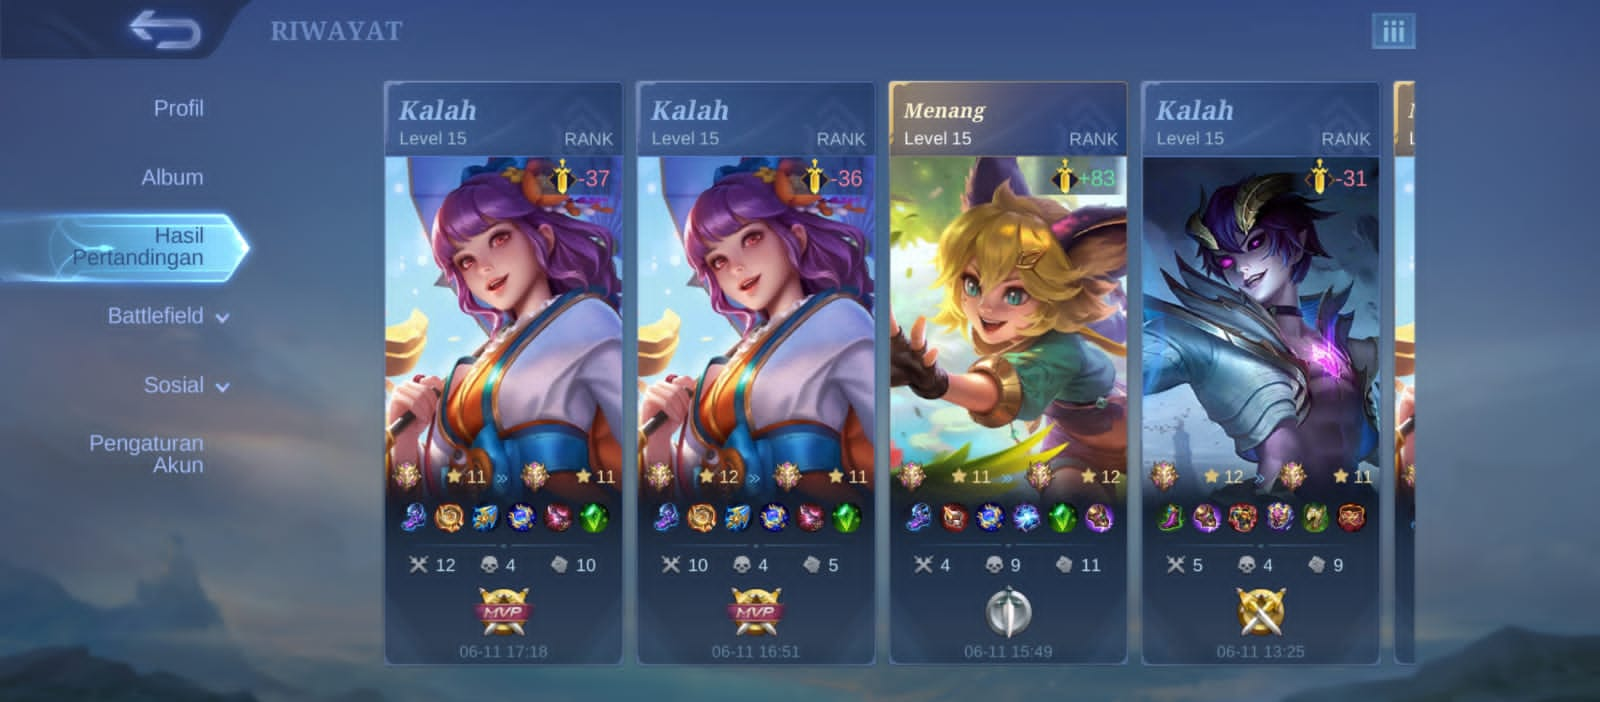 RIWAYAT
Profil
Album
Hasil
Pertandingan
Battlefield
Sosial
Pengaturan
Akun
Kalah
Level 15 RANK
-37
11 » 11
12 4 10
MVP
06-11 17:18
Kalah
Level 15 RANK
-36
12 » 11
10 4 5
MVP
06-11 16:51
Menang
Level 15 RANK
+83
11 » 12
4 9 11
06-11 15:49
Kalah
Level 15 RANK
-31
12 » 11
5 4 9
06-11 13:25